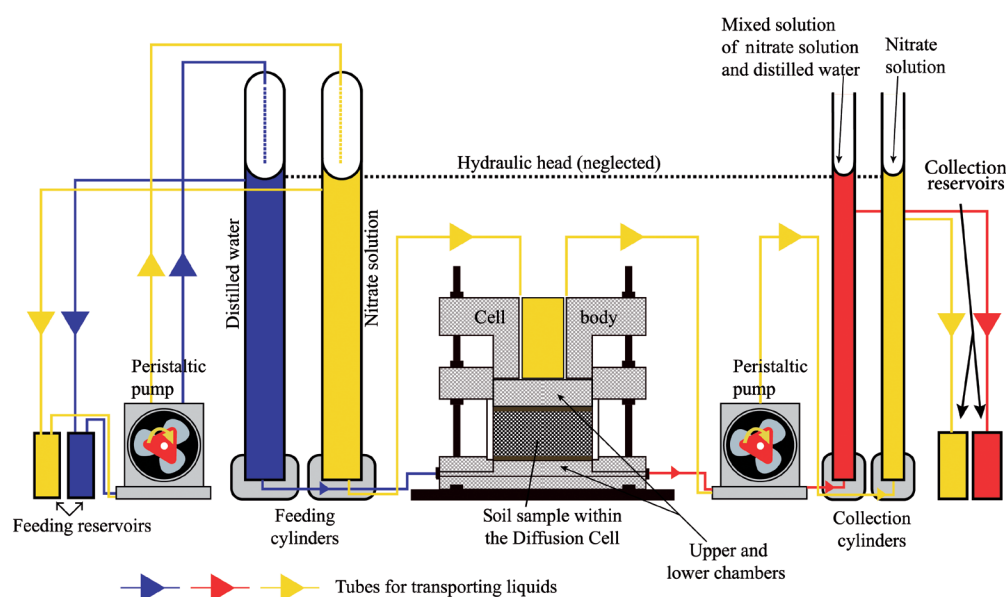 Mixed solution
of nitrate solution
and distilled water
Nitrate
solution
Hydraulic head (neglected)
Collection
reservoirs
Distilled water
Nitrate solution
Cell
body
Peristaltic
pump
Peristaltic
pump
Feeding reservoirs
Feeding
cylinders
Soil sample within
the Diffusion Cell
Upper and
lower chambers
Collection
cylinders
Tubes for transporting liquids